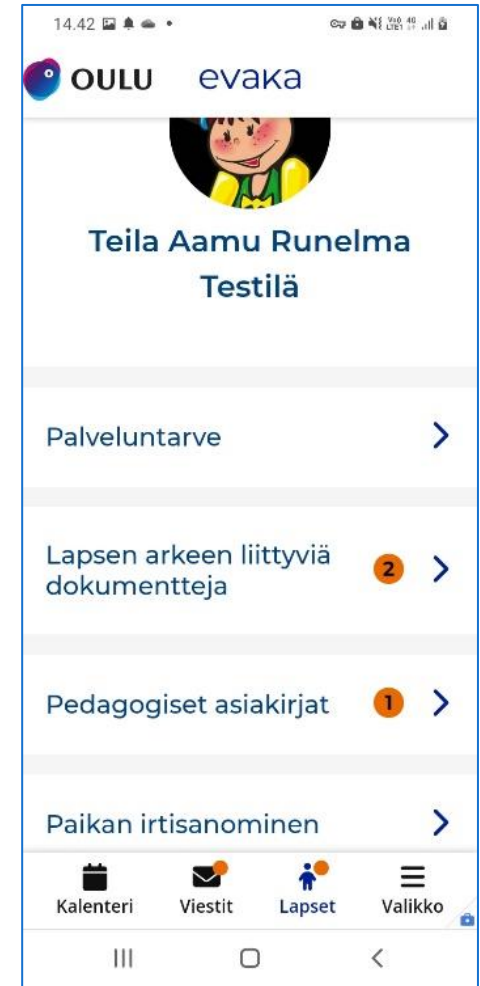 14.42
OULU evaka
Teila Aamu Runelma
Testilä
Palveluntarve
Lapsen arkeen liittyviä
dokumentteja
2
Pedagogiset asiakirjat 1
Paikan irtisanominen
Kalenteri Viestit Lapset Valikko